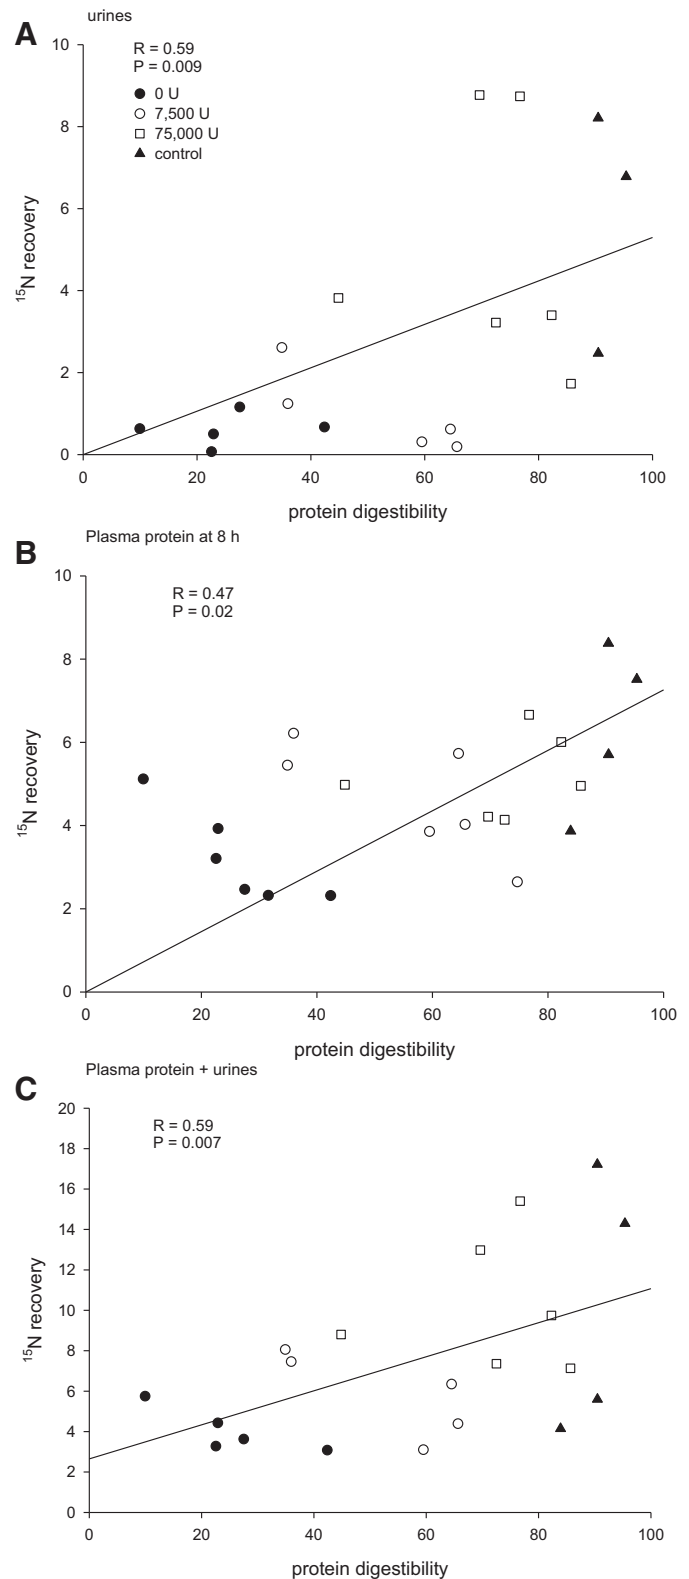 A
urines
R = 0.59
P = 0.009
0 U
7,500 U
75,000 U
control
10
8
6
4
2
0
¹⁵N recovery
0 20 40 60 80 100
protein digestibility
B
Plasma protein at 8 h
R = 0.47
P = 0.02
10
8
6
4
2
0
¹⁵N recovery
0 20 40 60 80 100
protein digestibility
C
Plasma protein + urines
R = 0.59
P = 0.007
20
18
16
14
12
10
8
6
4
2
0
¹⁵N recovery
0 20 40 60 80 100
protein digestibility